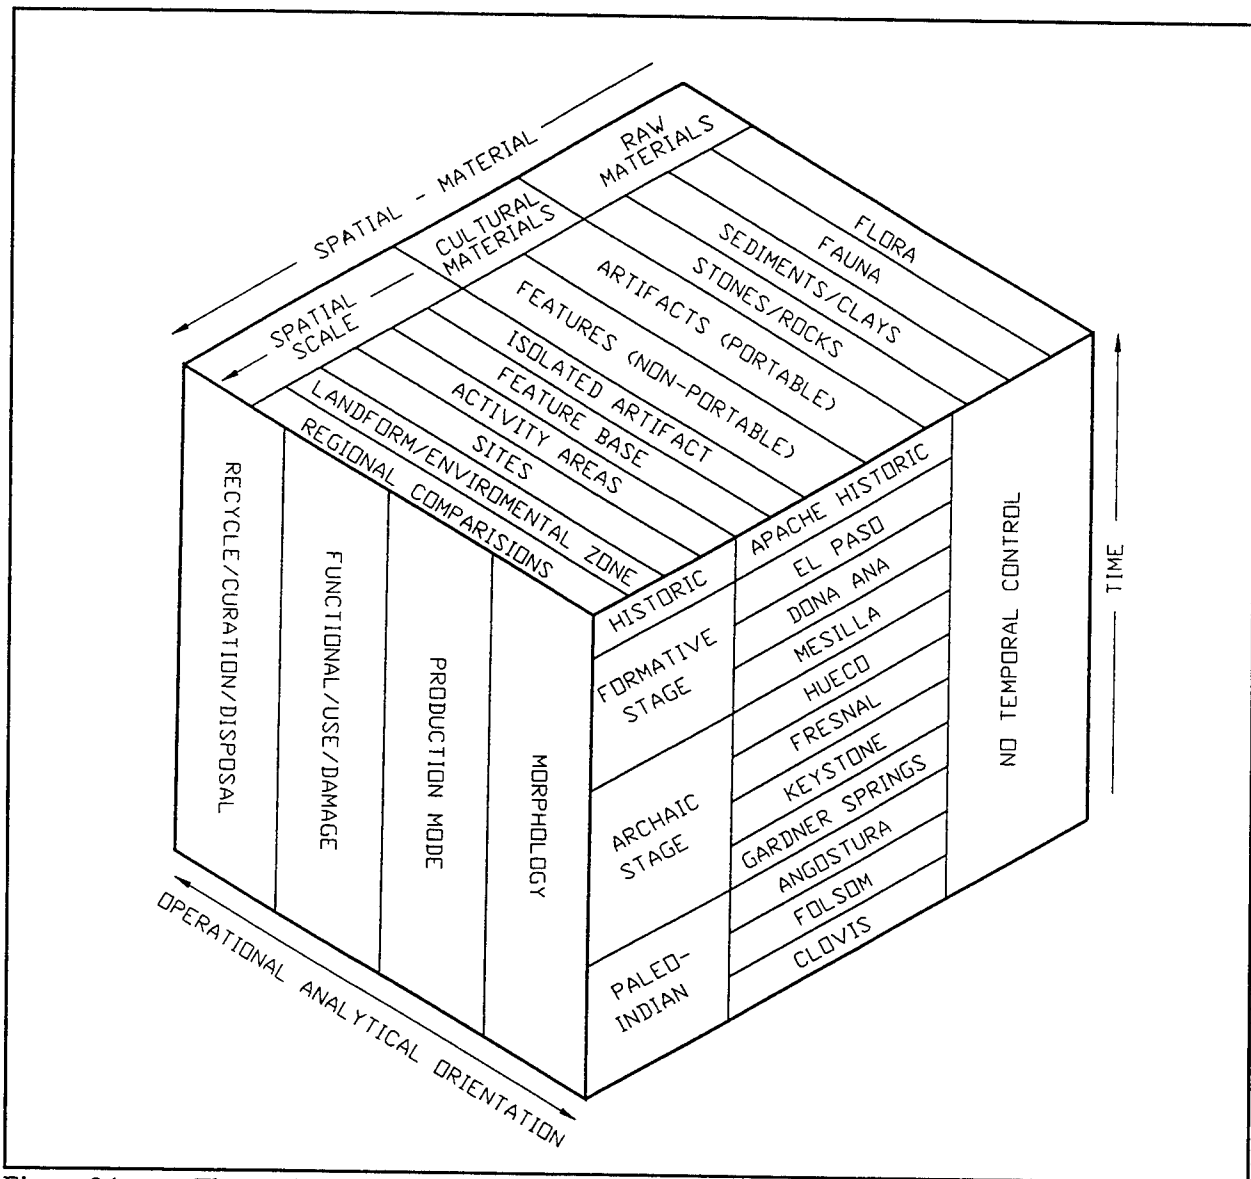 SPATIAL - MATERIAL
RAW
MATERIALS
CULTURAL
MATERIALS
SPATIAL
SCALE
FLORA
FAUNA
SEDIMENTS/CLAYS
STONES/ROCKS
ARTIFACTS (PORTABLE)
FEATURES (NON-PORTABLE)
ISOLATED ARTIFACT
FEATURE BASE
ACTIVITY AREAS
SITES
LANDFORM/ENVIROMENTAL ZONE
REGIONAL COMPARISIONS
RECYCLE/CURATION/DISPOSAL
FUNCTIONAL/USE/DAMAGE
PRODUCTION MODE
MORPHOLOGY
OPERATIONAL ANALYTICAL ORIENTATION
HISTORIC
FORMATIVE
STAGE
ARCHAIC
STAGE
PALEO-
INDIAN
APACHE HISTORIC
EL PASO
DONA ANA
MESILLA
HUECO
FRESNAL
KEYSTONE
GARDNER SPRINGS
ANGOSTURA
FOLSOM
CLOVIS
NO TEMPORAL CONTROL
TIME